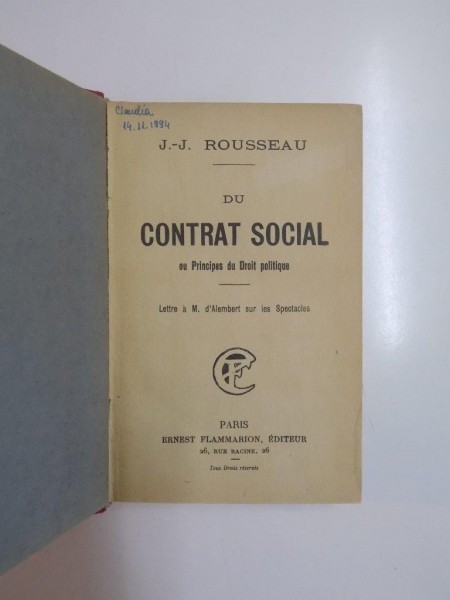 Claudia
14.11.1994
J.-J. ROUSSEAU
DU
CONTRAT SOCIAL
ou Principes du Droit politique
Lettre à M. d'Alembert sur les Spectacles
PARIS
ERNEST FLAMMARION, ÉDITEUR
26, RUE RACINE, 26
Tous Droits réservés